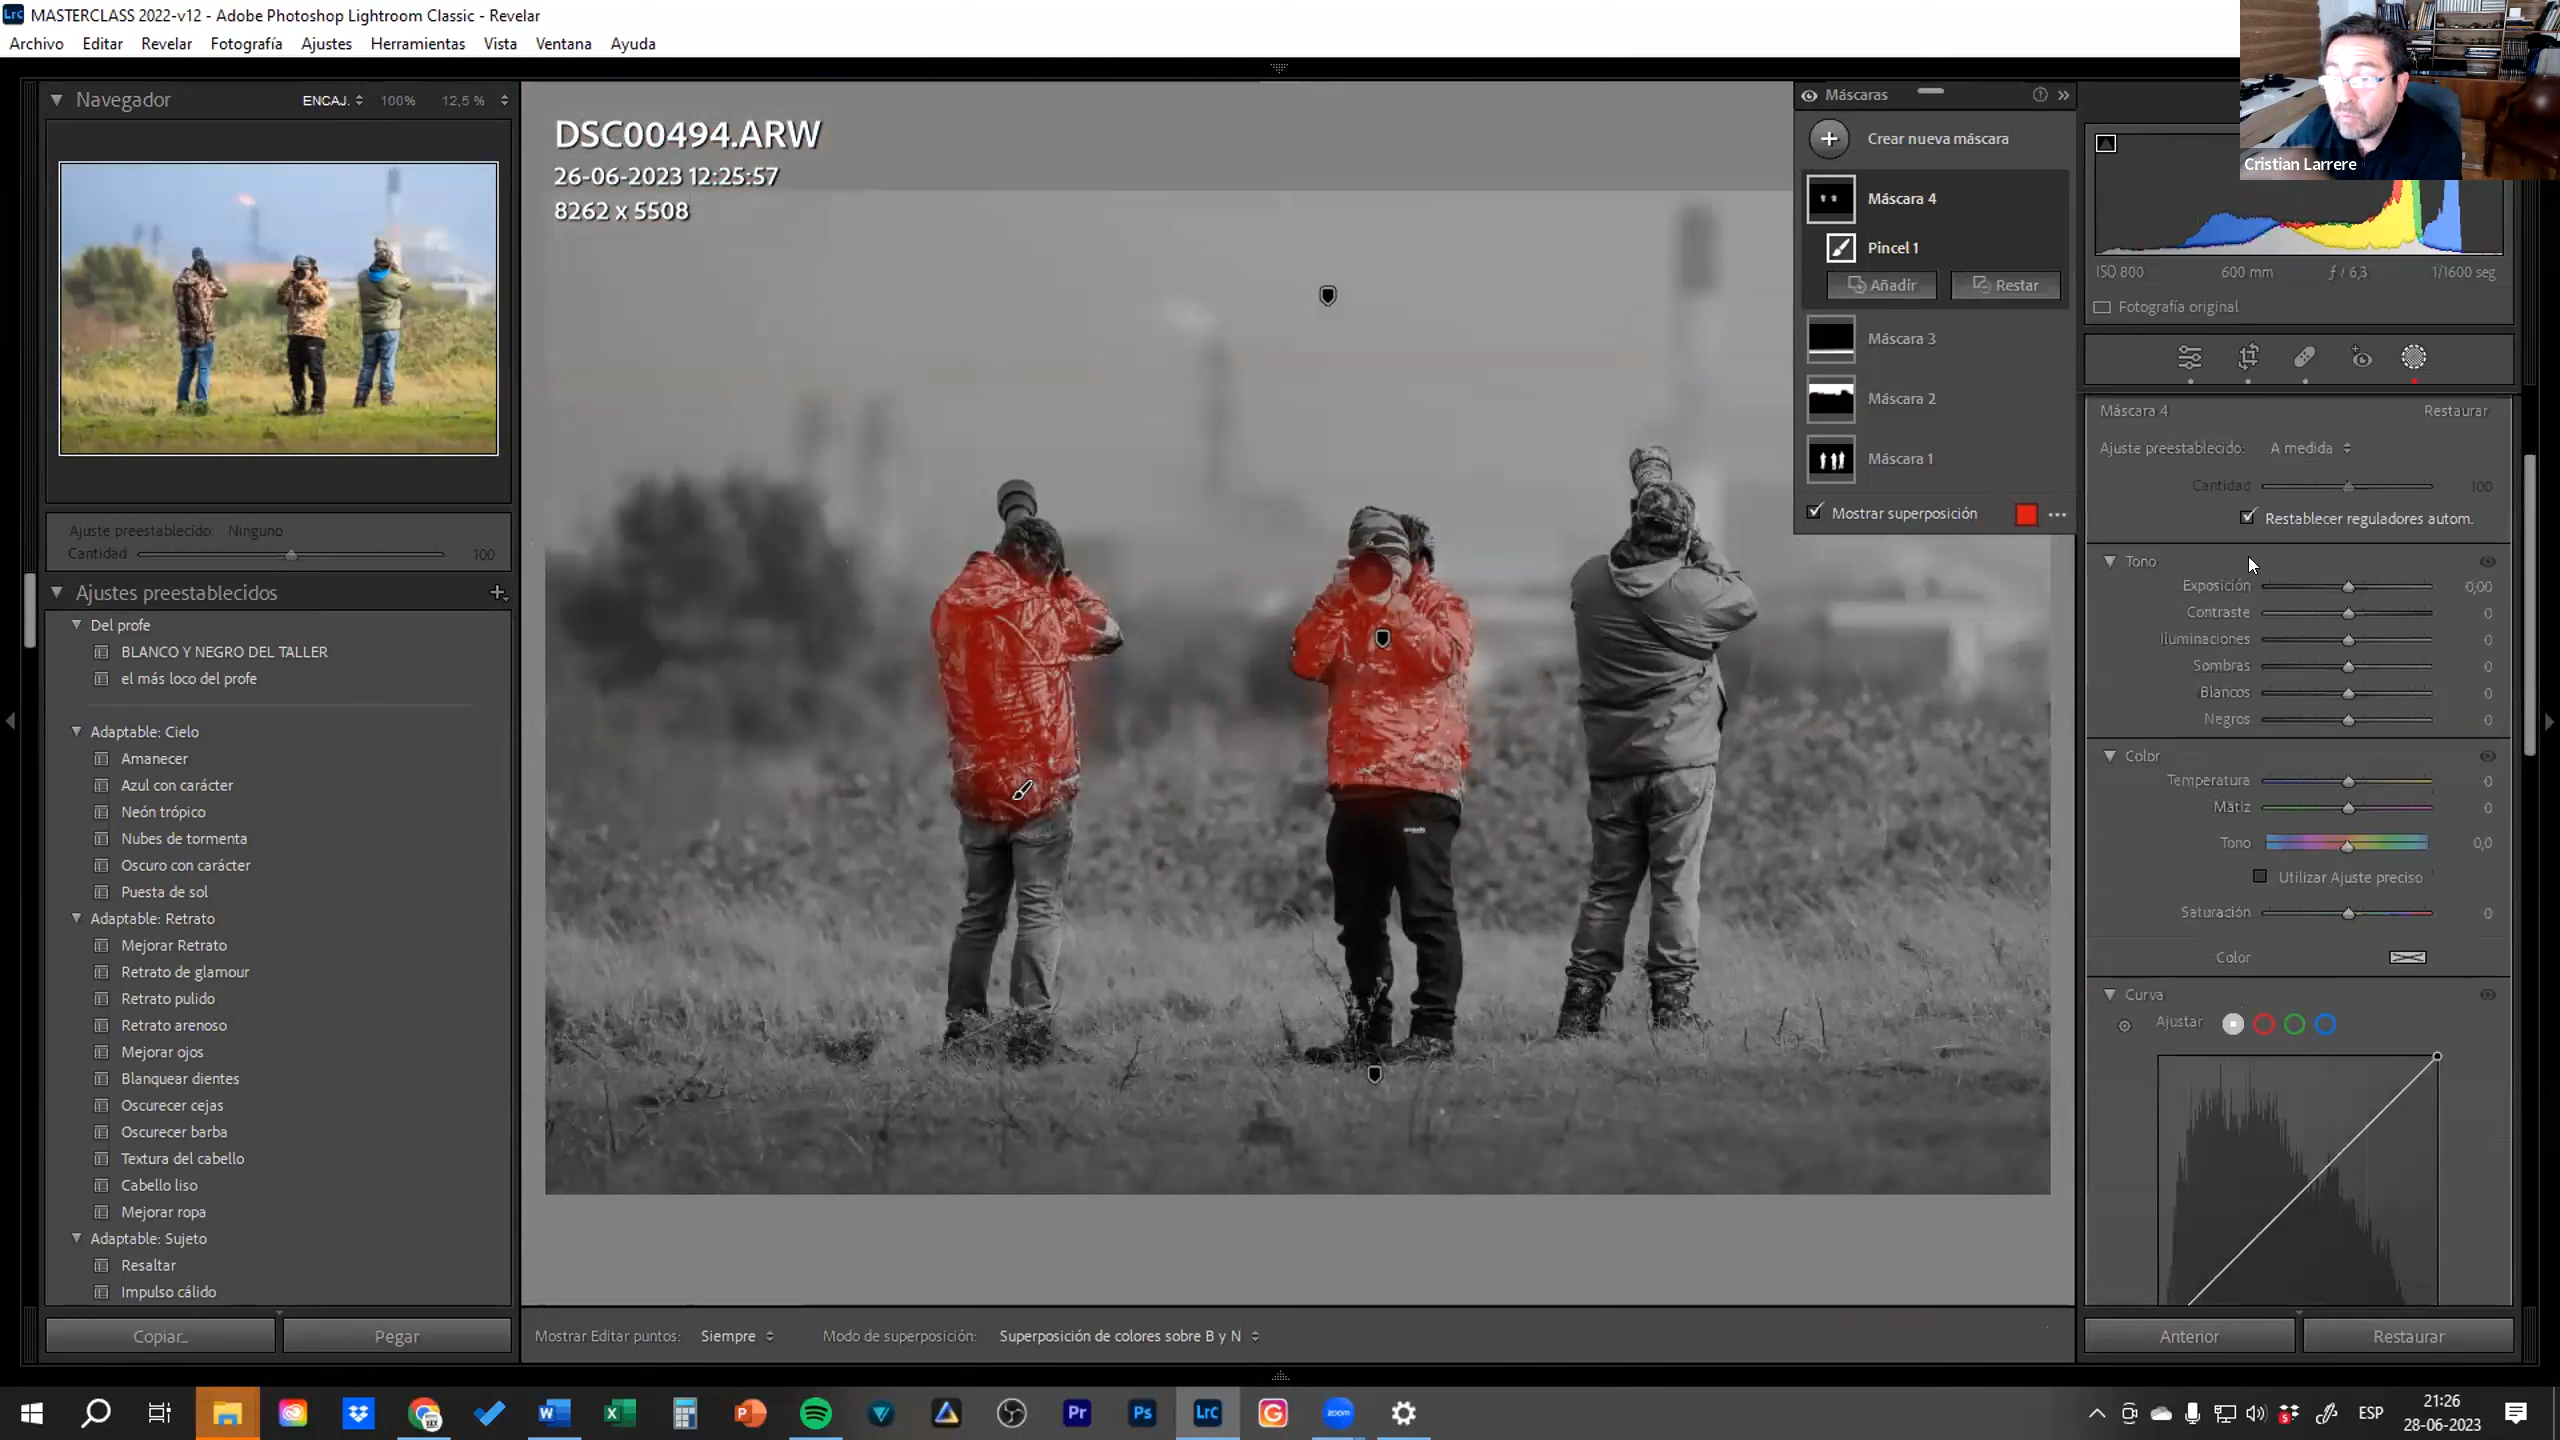 MASTERCLASS 2022-v12 - Adobe Photoshop Lightroom Classic - Revelar
Archivo Editar Revelar Fotografía Ajustes Herramientas Vista Ventana Ayuda
Navegador ENCAJ. 100% 12,5 %
Ajuste preestablecido: Ninguno
Cantidad 100
Ajustes preestablecidos
Del profe
BLANCO Y NEGRO DEL TALLER
el más loco del profe
Adaptable: Cielo
Amanecer
Azul con carácter
Neón trópico
Nubes de tormenta
Oscuro con carácter
Puesta de sol
Adaptable: Retrato
Mejorar Retrato
Retrato de glamour
Retrato pulido
Retrato arenoso
Mejorar ojos
Blanquear dientes
Oscurecer cejas
Oscurecer barba
Textura del cabello
Cabello liso
Mejorar ropa
Adaptable: Sujeto
Resaltar
Impulso cálido
Copiar... Pegar
DSC00494.ARW
26-06-2023 12:25:57
8262 x 5508
Mostrar Editar puntos: Siempre Modo de superposición: Superposición de colores sobre B y N
Máscaras
Crear nueva máscara
Máscara 4
Pincel 1
Añadir Restar
Máscara 3
Máscara 2
Máscara 1
Mostrar superposición
Cristian Larrere
ISO 800 600 mm ƒ / 6,3 1/1600 seg
Fotografía original
Máscara 4 Restaurar
Ajuste preestablecido: A medida
Cantidad 100
Restablecer reguladores autom.
Tono
Exposición 0,00
Contraste 0
Iluminaciones 0
Sombras 0
Blancos 0
Negros 0
Color
Temperatura 0
Matiz 0
Tono 0,0
Utilizar Ajuste preciso
Saturación 0
Color
Curva
Ajustar
Anterior Restaurar
W X P Pr Ps LrC G zoom
ESP
21:26
28-06-2023